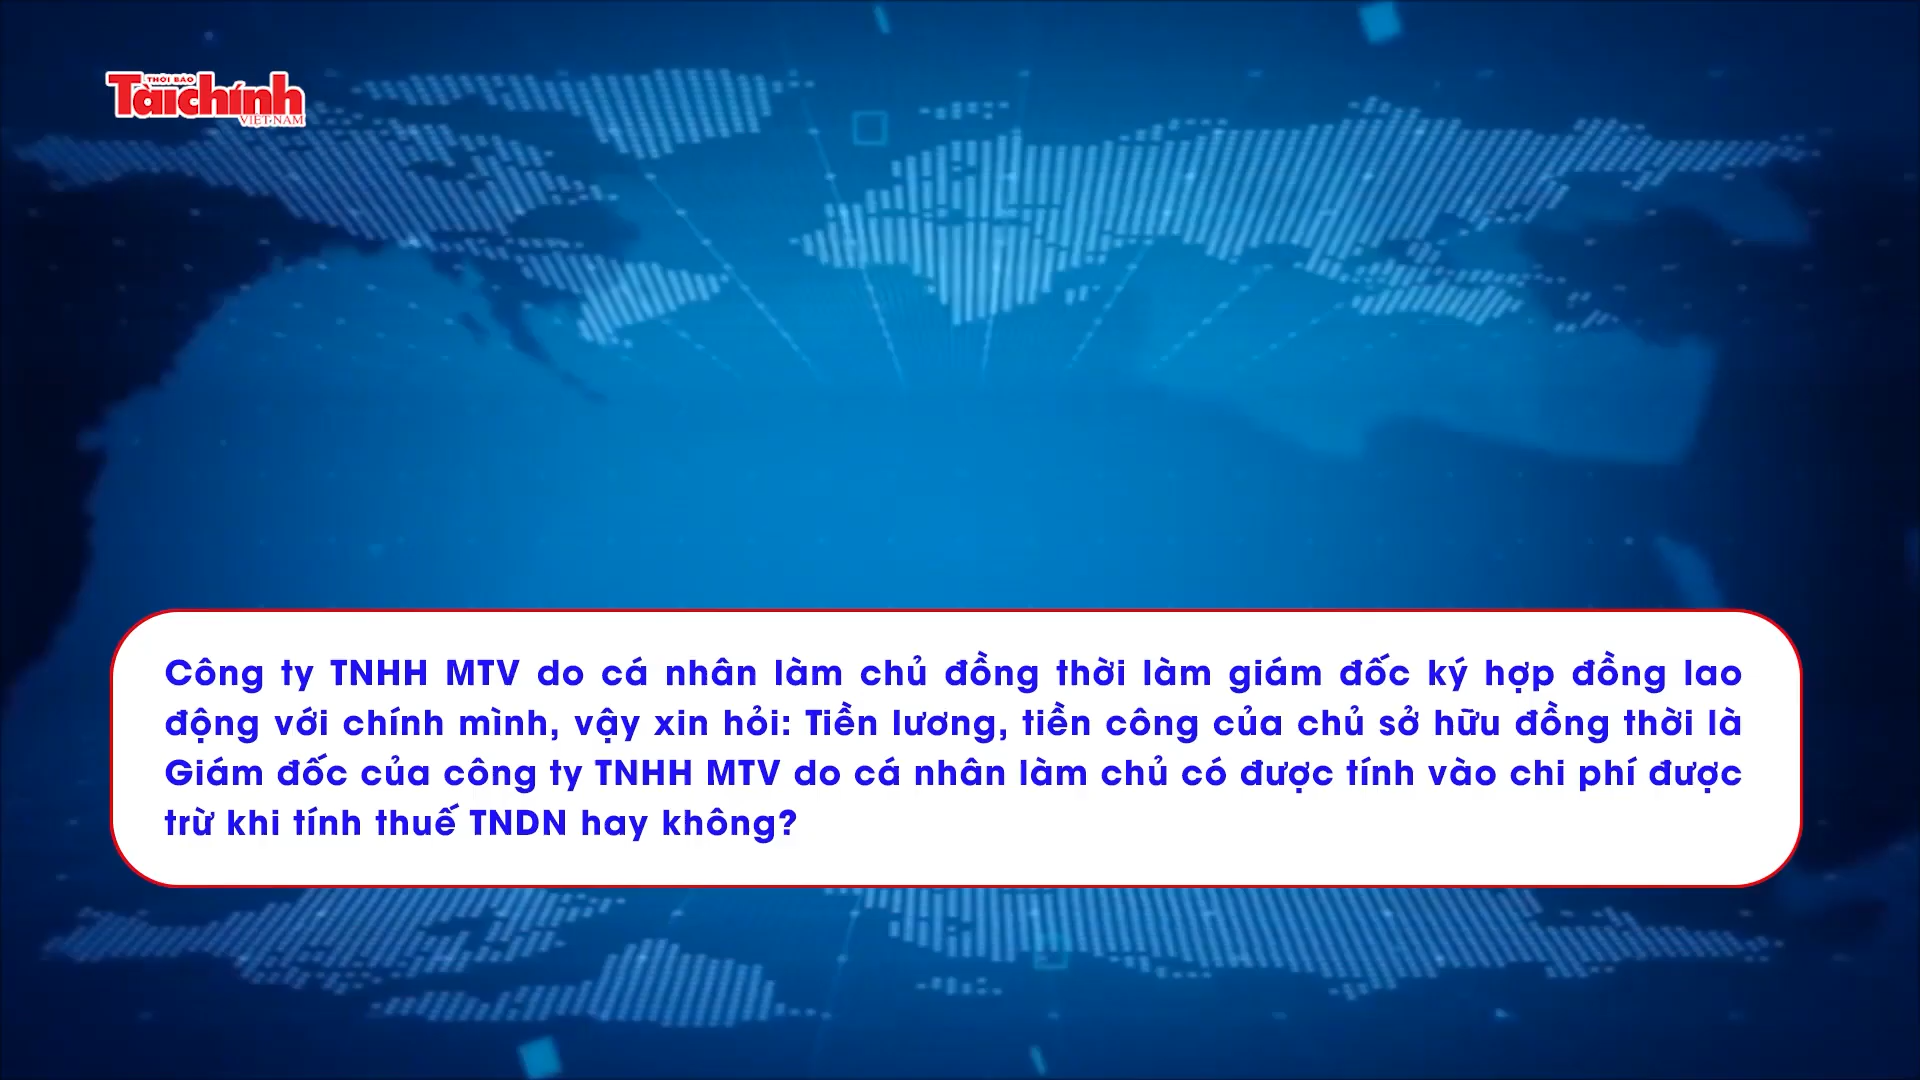 THỜI BÁO
Tàichính
VIỆT NAM
Công ty TNHH MTV do cá nhân làm chủ đồng thời làm giám đốc ký hợp đồng lao
động với chính mình, vậy xin hỏi: Tiền lương, tiền công của chủ sở hữu đồng thời là
Giám đốc của công ty TNHH MTV do cá nhân làm chủ có được tính vào chi phí được
trừ khi tính thuế TNDN hay không?